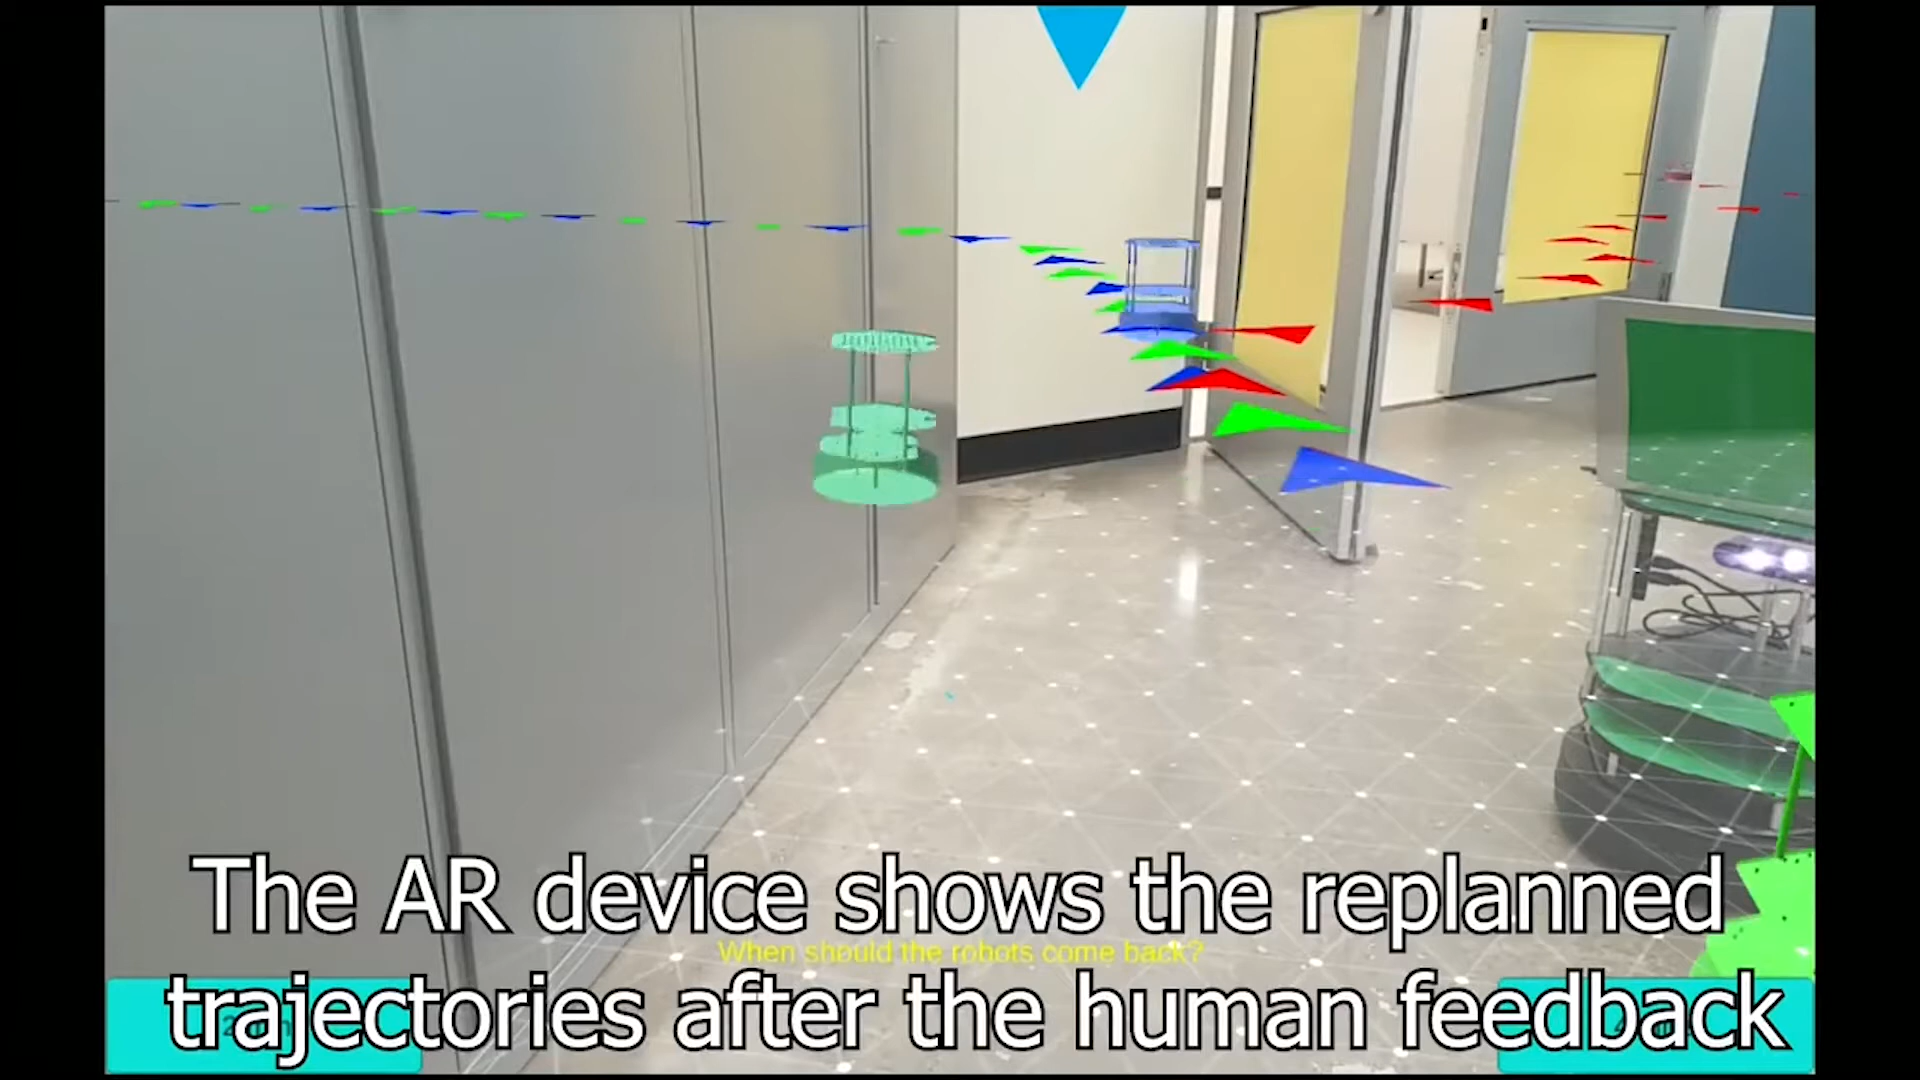 The AR device shows the replanned
When should the robots come back?
trajectories after the human feedback